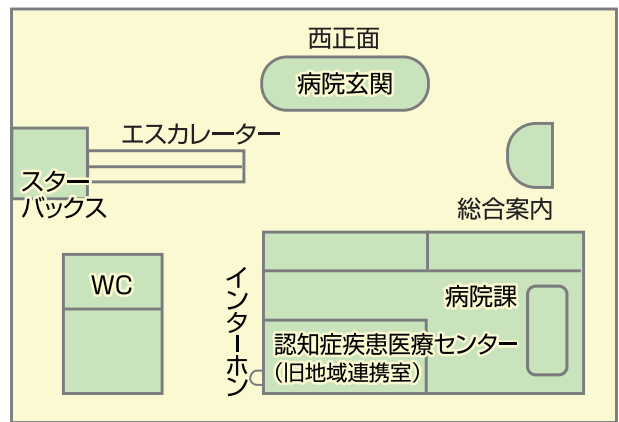 西正面
病院玄関
エスカレーター
スター
バックス
総合案内
WC
インターホン
病院課
認知症疾患医療センター
（旧地域連携室）